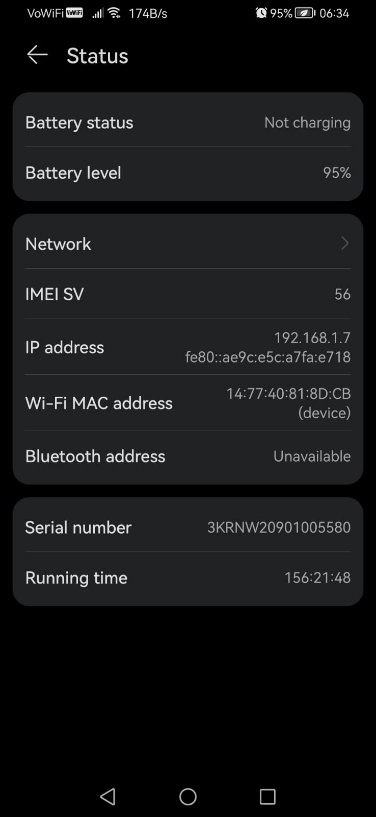 VoWiFi WiFi 174B/s 95% 06:34
Status
Battery status Not charging
Battery level 95%
Network
IMEI SV 56
IP address 192.168.1.7
fe80::ae9c:e5c:a7fa:e718
Wi-Fi MAC address 14:77:40:81:8D:CB
(device)
Bluetooth address Unavailable
Serial number 3KRNW20901005580
Running time 156:21:48